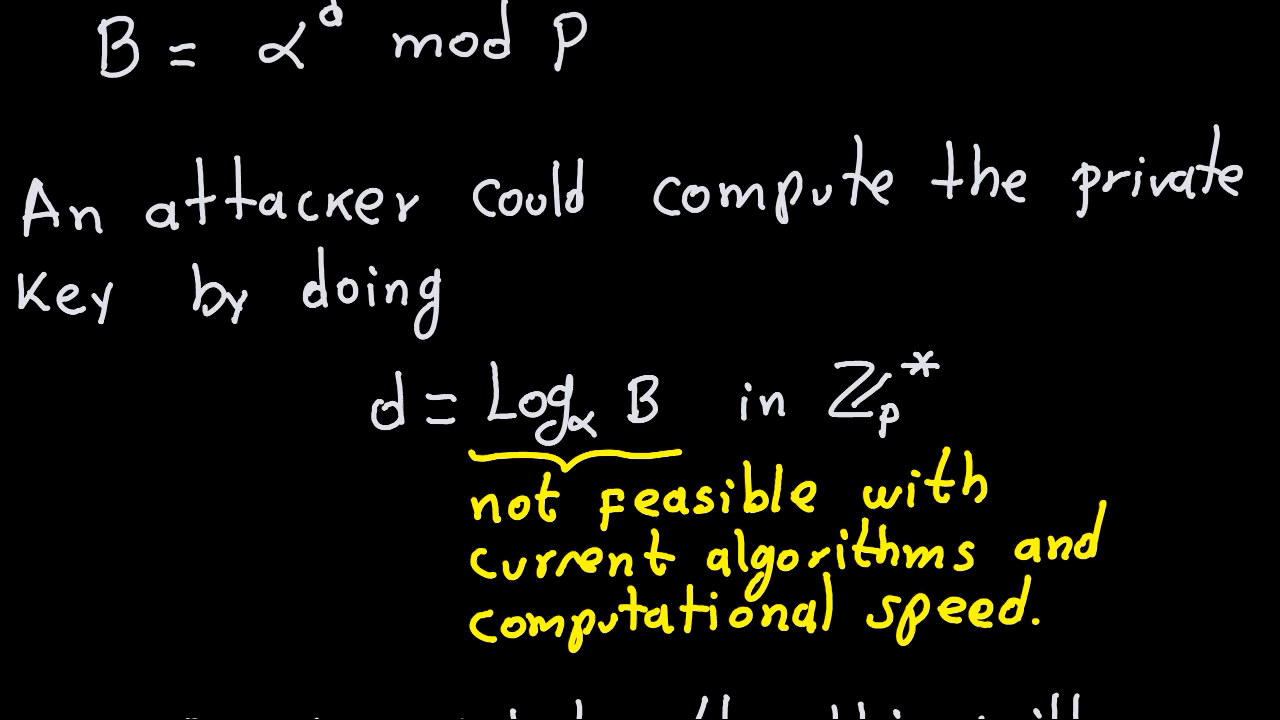 B = α^d mod p
An attacker could compute the private
key by doing
d = Log_α B in ℤ_p^*
not feasible with
current algorithms and
computational speed.